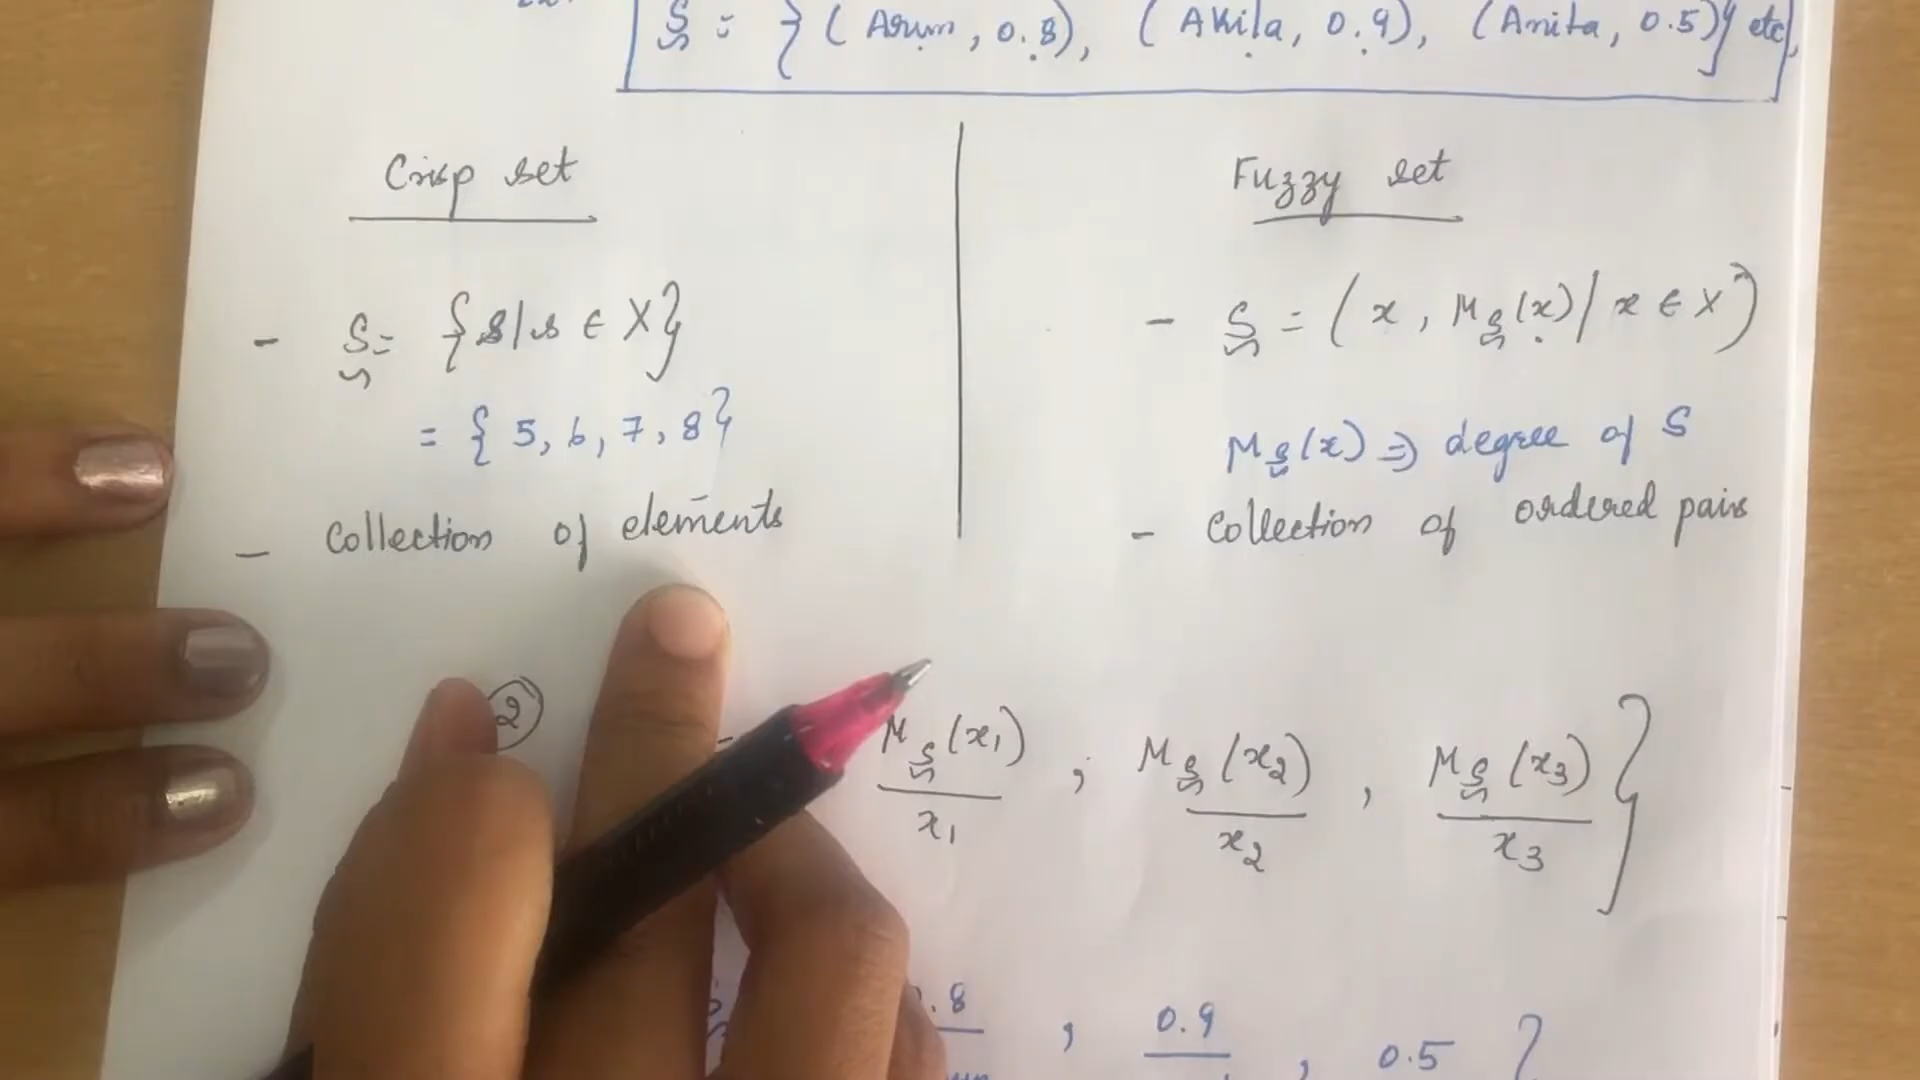 S = {(Arun, 0.8), (Akila, 0.9), (Anita, 0.5)} etc,
Crisp set
- S = {s/s ∈ X}
= {5, 6, 7, 8}
- Collection of elements
Fuzzy set
- S = (x, μS(x)/ x ∈ X)
μS(x) ⇒ degree of S
- Collection of ordered pairs
2
μS(x1)/x1 , μS(x2)/x2 , μS(x3)/x3 }
.8 , 0.9 , 0.5 }